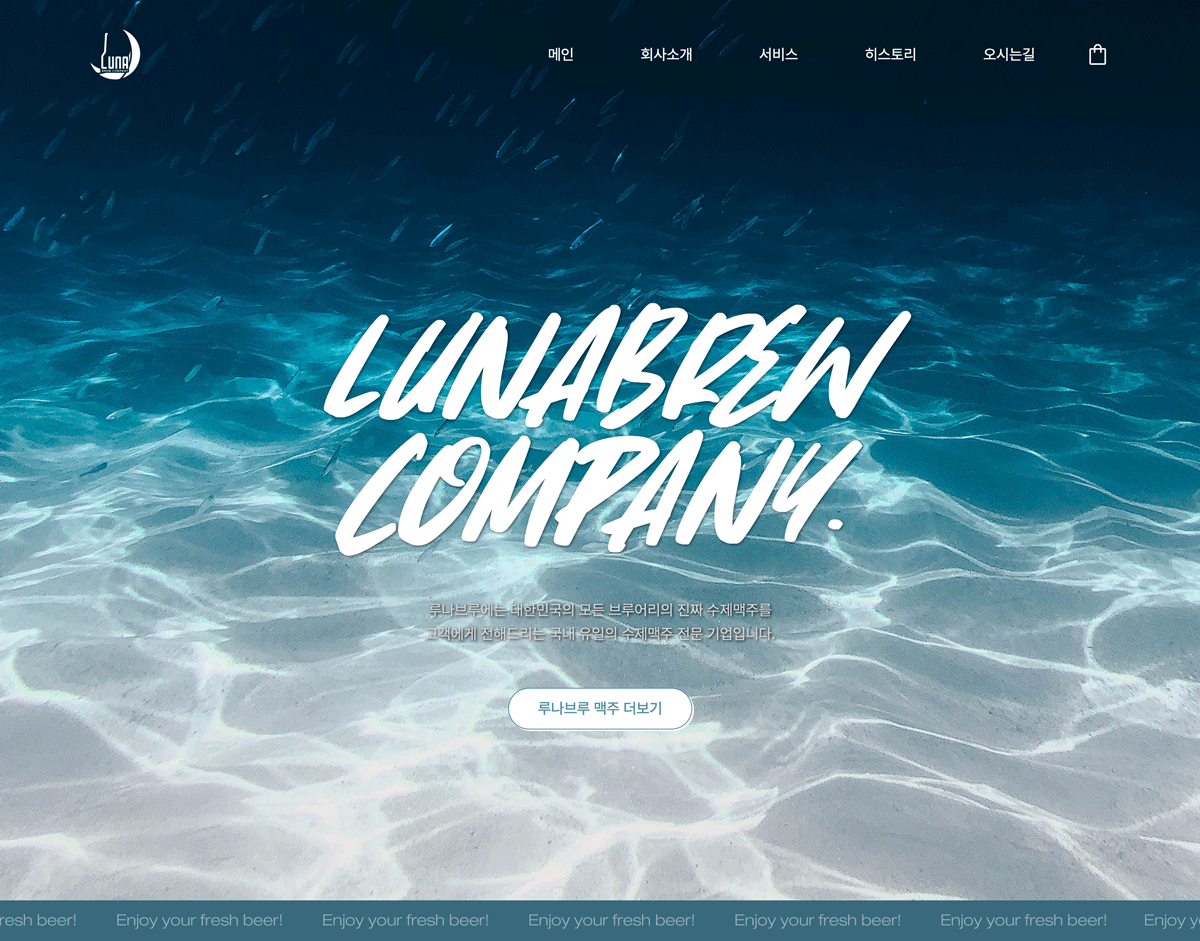 LUNA
메인 회사소개 서비스 히스토리 오시는길
LUNABREW
COMPANY.
루나브루에는 대한민국의 모든 브루어리의 진짜 수제맥주를
고객에게 전해드리는 국내 유일의 수제맥주 전문 기업입니다.
루나브루 맥주 더보기
resh beer! Enjoy your fresh beer! Enjoy your fresh beer! Enjoy your fresh beer! Enjoy your fresh beer! Enjoy your fresh beer! Enjoy y